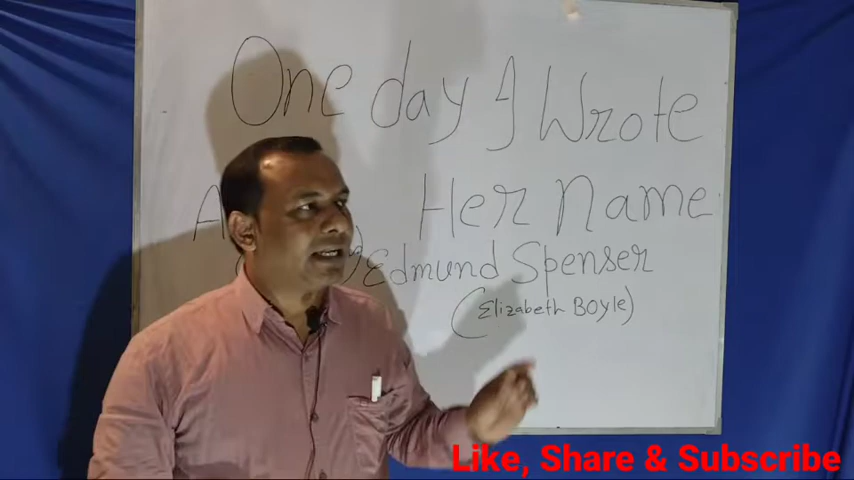 One day I Wrote
Her Name
Edmund Spenser
(Elizabeth Boyle)
Like, Share & Subscribe